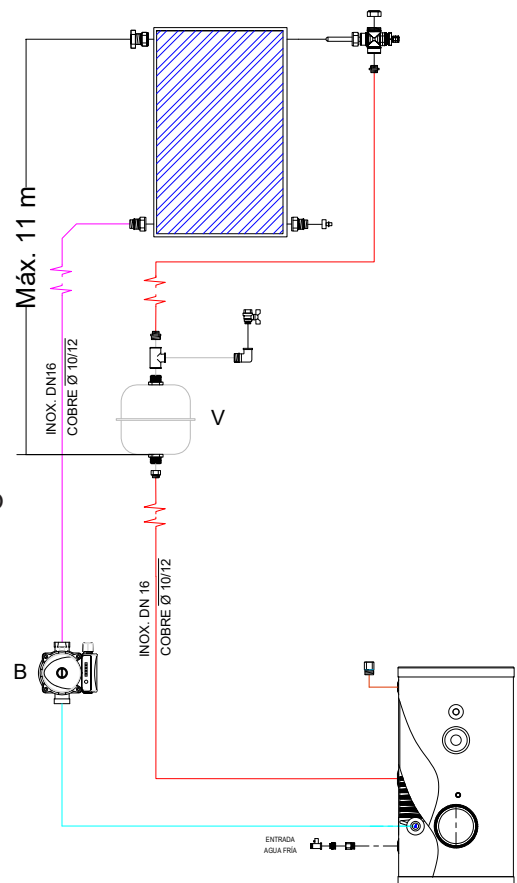 Máx. 11 m
INOX. DN16
COBRE Ø 10/12
V
INOX. DN 16
COBRE Ø 10/12
B
ENTRADA
AGUA FRÍA